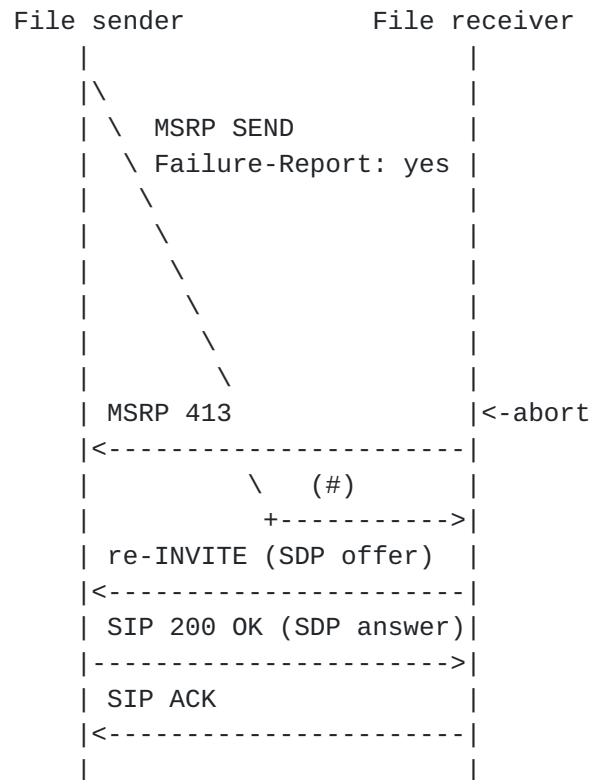 File sender File receiver
MSRP SEND
Failure-Report: yes
MSRP 413 <-abort
(#)
re-INVITE (SDP offer)
SIP 200 OK (SDP answer)
SIP ACK